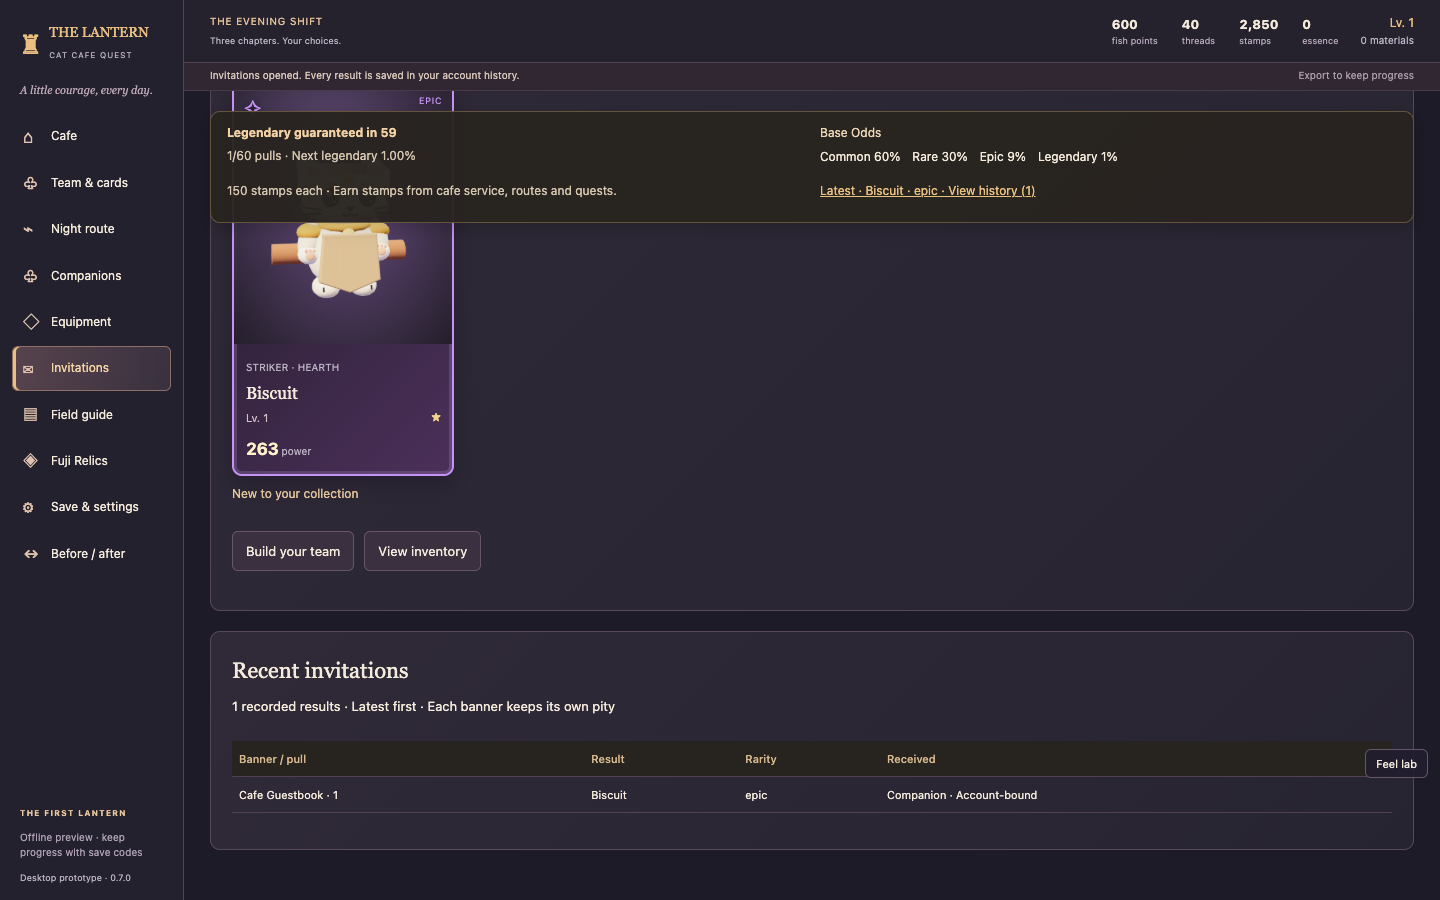 THE LANTERN
CAT CAFE QUEST
A little courage, every day.
Cafe
Team & cards
Night route
Companions
Equipment
Invitations
Field guide
Fuji Relics
Save & settings
Before / after
THE FIRST LANTERN
Offline preview · keep
progress with save codes
Desktop prototype · 0.7.0
THE EVENING SHIFT
Three chapters. Your choices.
600
fish points
40
threads
2,850
stamps
0
essence
Lv. 1
0 materials
Invitations opened. Every result is saved in your account history.
Export to keep progress
EPIC
Legendary guaranteed in 59
1/60 pulls · Next legendary 1.00%
150 stamps each · Earn stamps from cafe service, routes and quests.
Base Odds
Common 60% Rare 30% Epic 9% Legendary 1%
Latest · Biscuit · epic · View history (1)
STRIKER · HEARTH
Biscuit
Lv. 1
263 power
New to your collection
Build your team
View inventory
Recent invitations
1 recorded results · Latest first · Each banner keeps its own pity
Banner / pull Result Rarity Received
Cafe Guestbook · 1 Biscuit epic Companion · Account-bound
Feel lab